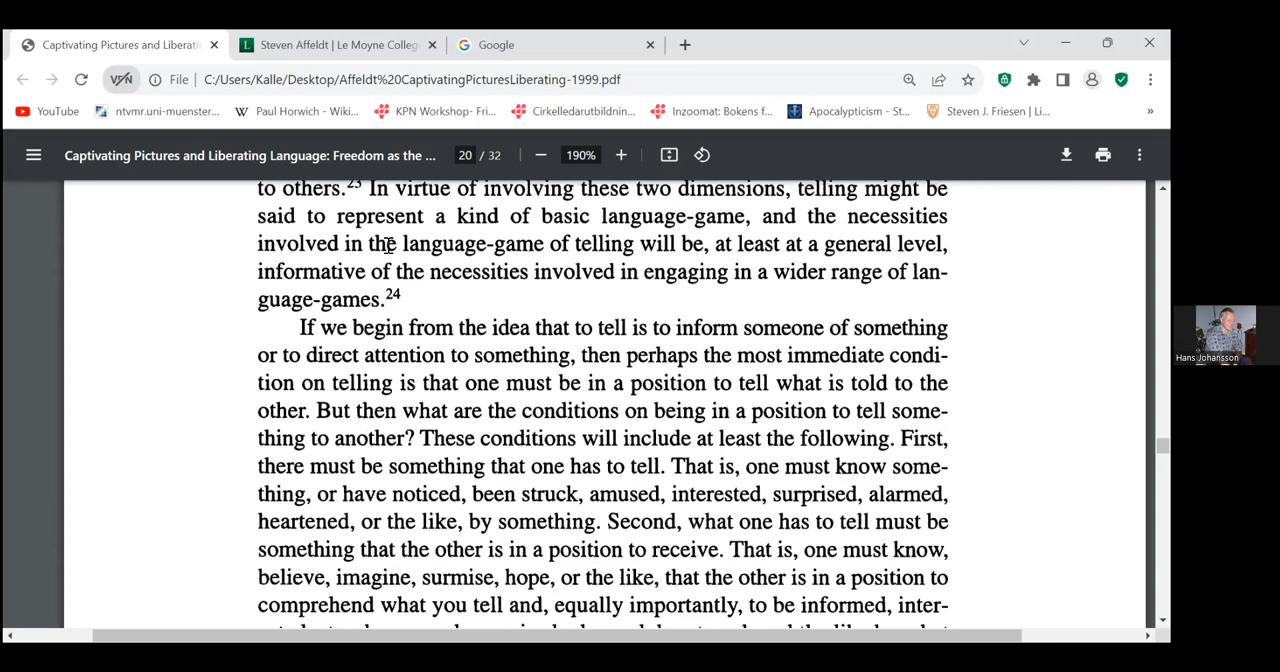 Captivating Pictures and Liberati
Steven Affeldt | Le Moyne Colleg
Google
VPN
File
C:/Users/Kalle/Desktop/Affeldt%20CaptivatingPicturesLiberating-1999.pdf
YouTube
ntvmr.uni-muenster...
Paul Horwich - Wiki...
KPN Workshop- Fri...
Cirkelledarutbildnin...
Inzoomat: Bokens f...
Apocalypticism - St...
Steven J. Friesen | Li...
»
Captivating Pictures and Liberating Language: Freedom as the ...
20 / 32
190%
to others.23 In virtue of involving these two dimensions, telling might be
said to represent a kind of basic language-game, and the necessities
involved in the language-game of telling will be, at least at a general level,
informative of the necessities involved in engaging in a wider range of lan-
guage-games.24
If we begin from the idea that to tell is to inform someone of something
or to direct attention to something, then perhaps the most immediate condi-
tion on telling is that one must be in a position to tell what is told to the
other. But then what are the conditions on being in a position to tell some-
thing to another? These conditions will include at least the following. First,
there must be something that one has to tell. That is, one must know some-
thing, or have noticed, been struck, amused, interested, surprised, alarmed,
heartened, or the like, by something. Second, what one has to tell must be
something that the other is in a position to receive. That is, one must know,
believe, imagine, surmise, hope, or the like, that the other is in a position to
comprehend what you tell and, equally importantly, to be informed, inter-
Hans Johansson